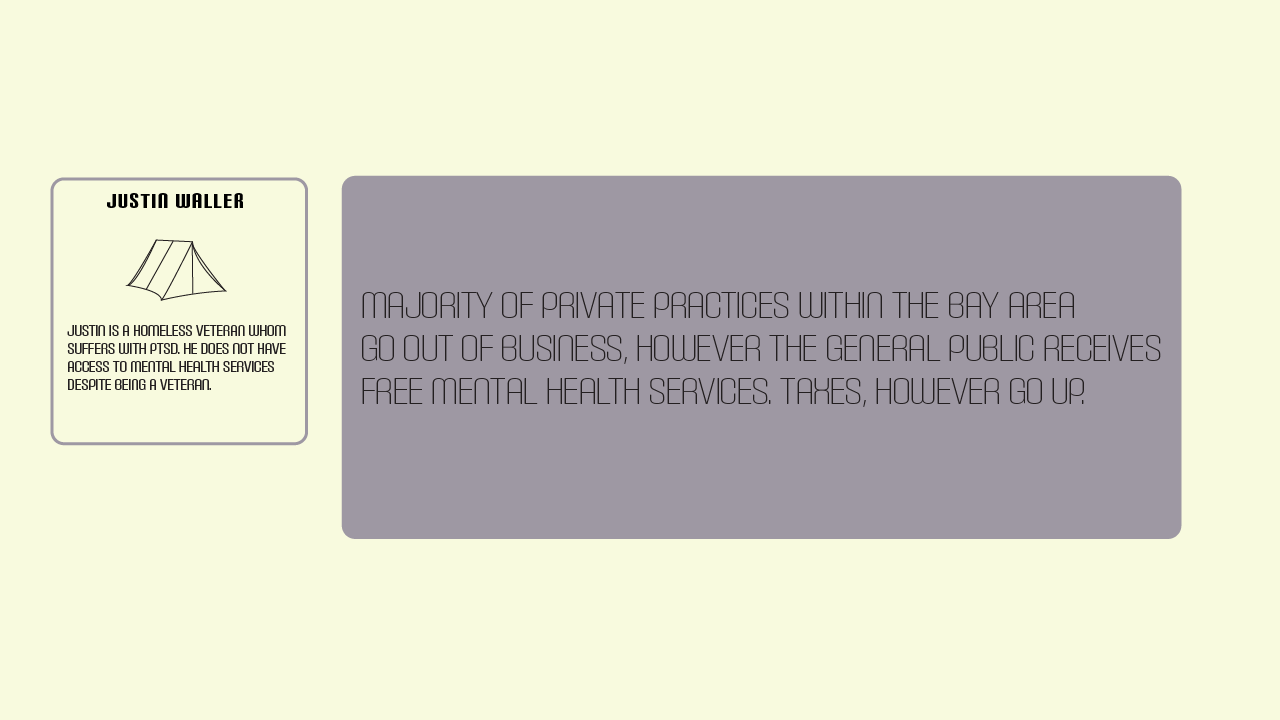 JUSTIN WALLER
JUSTIN IS A HOMELESS VETERAN WHOM
SUFFERS WITH PTSD. HE DOES NOT HAVE
ACCESS TO MENTAL HEALTH SERVICES
DESPITE BEING A VETERAN.
MAJORITY OF PRIVATE PRACTICES WITHIN THE BAY AREA
GO OUT OF BUSINESS, HOWEVER THE GENERAL PUBLIC RECEIVES
FREE MENTAL HEALTH SERVICES. TAXES, HOWEVER GO UP.